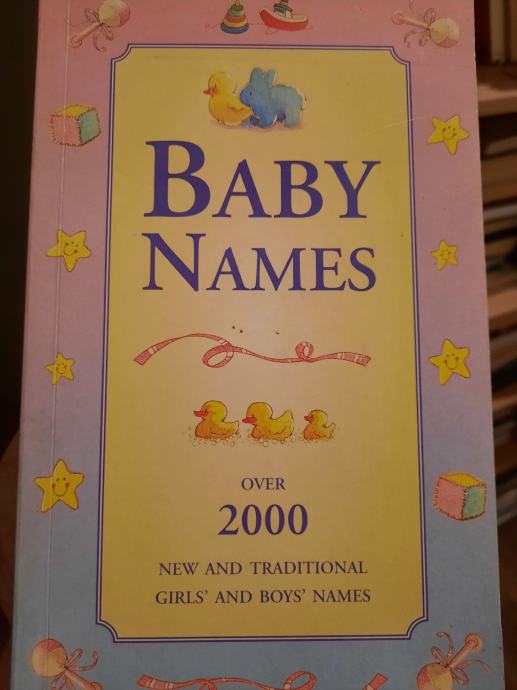 BABY
NAMES
OVER
2000
NEW AND TRADITIONAL
GIRLS' AND BOYS' NAMES